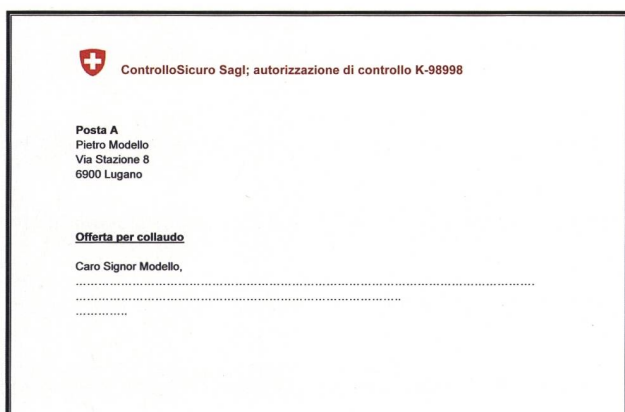 ControlloSicuro Sagl; autorizzazione di controllo K-98998
Posta A
Pietro Modello
Via Stazione 8
6900 Lugano
Offerta per collaudo
Caro Signor Modello,
………………………………………………………………………………………………………………
……………………………………………………………………………..
…………..